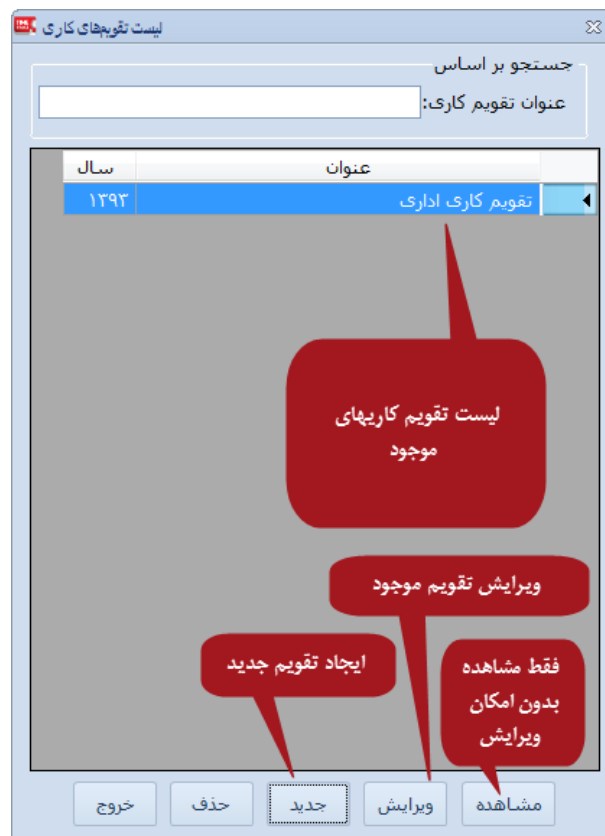 لیست تقویم‌های کاری
جستجو بر اساس
عنوان تقویم کاری:
عنوان سال
تقویم کاری اداری ۱۳۹۳
لیست تقویم کاریهای
موجود
ویرایش تقویم موجود
ایجاد تقویم جدید
فقط مشاهده
بدون امکان
ویرایش
مشاهده ویرایش جدید حذف خروج